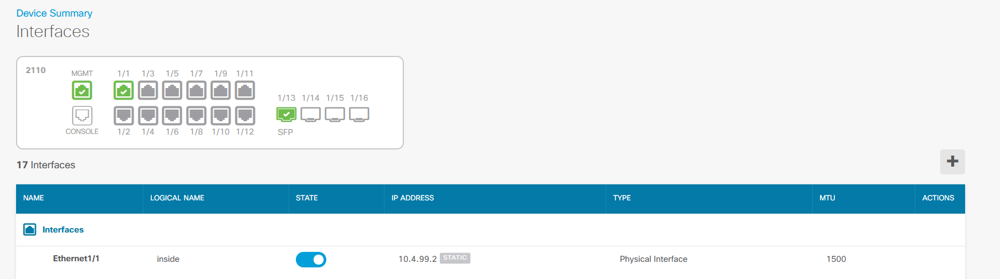 Device Summary
Interfaces
2110
MGMT 1/1 1/3 1/5 1/7 1/9 1/11
1/13 1/14 1/15 1/16
CONSOLE 1/2 1/4 1/6 1/8 1/10 1/12 SFP
17 Interfaces
NAME LOGICAL NAME STATE IP ADDRESS TYPE MTU ACTIONS
Interfaces
Ethernet1/1 inside 10.4.99.2 STATIC Physical Interface 1500